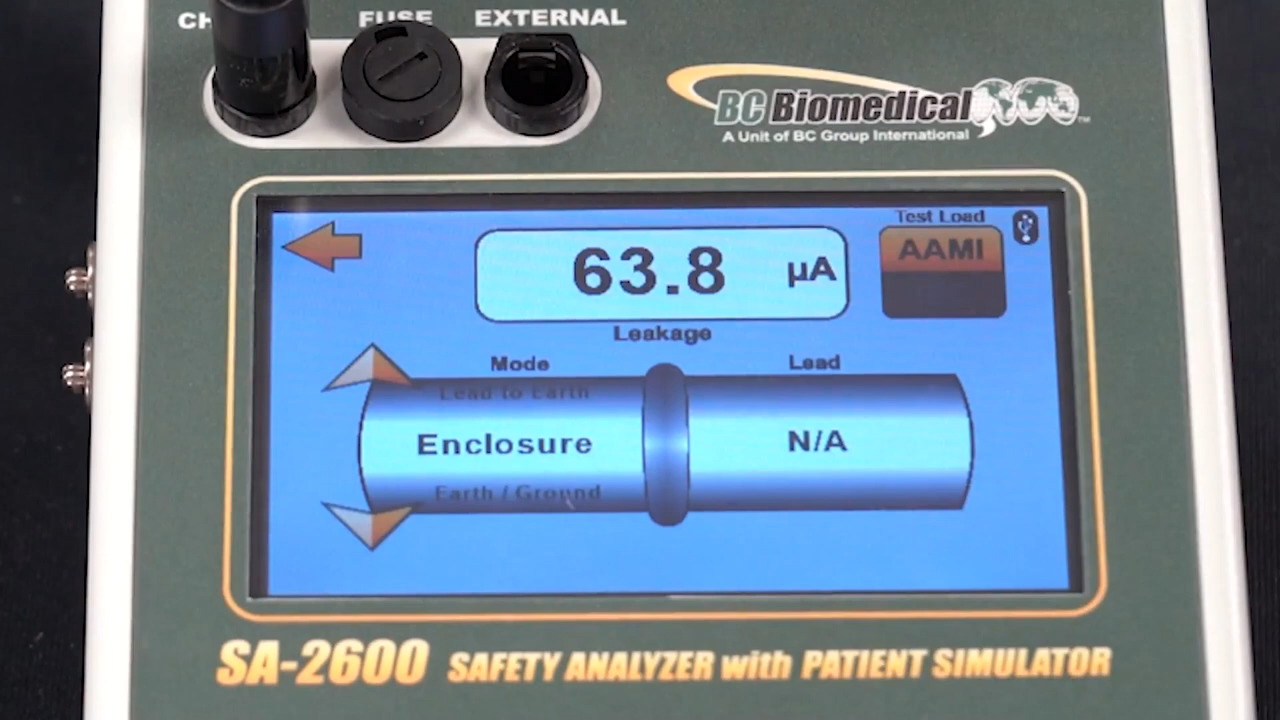 FUSE
EXTERNAL
BC Biomedical
TM
A Unit of BC Group International
Test Load
AAMI
63.8 µA
Leakage
Mode
Lead
Lead to Earth
Enclosure
N/A
Earth / Ground
SA-2600 SAFETY ANALYZER with PATIENT SIMULATOR